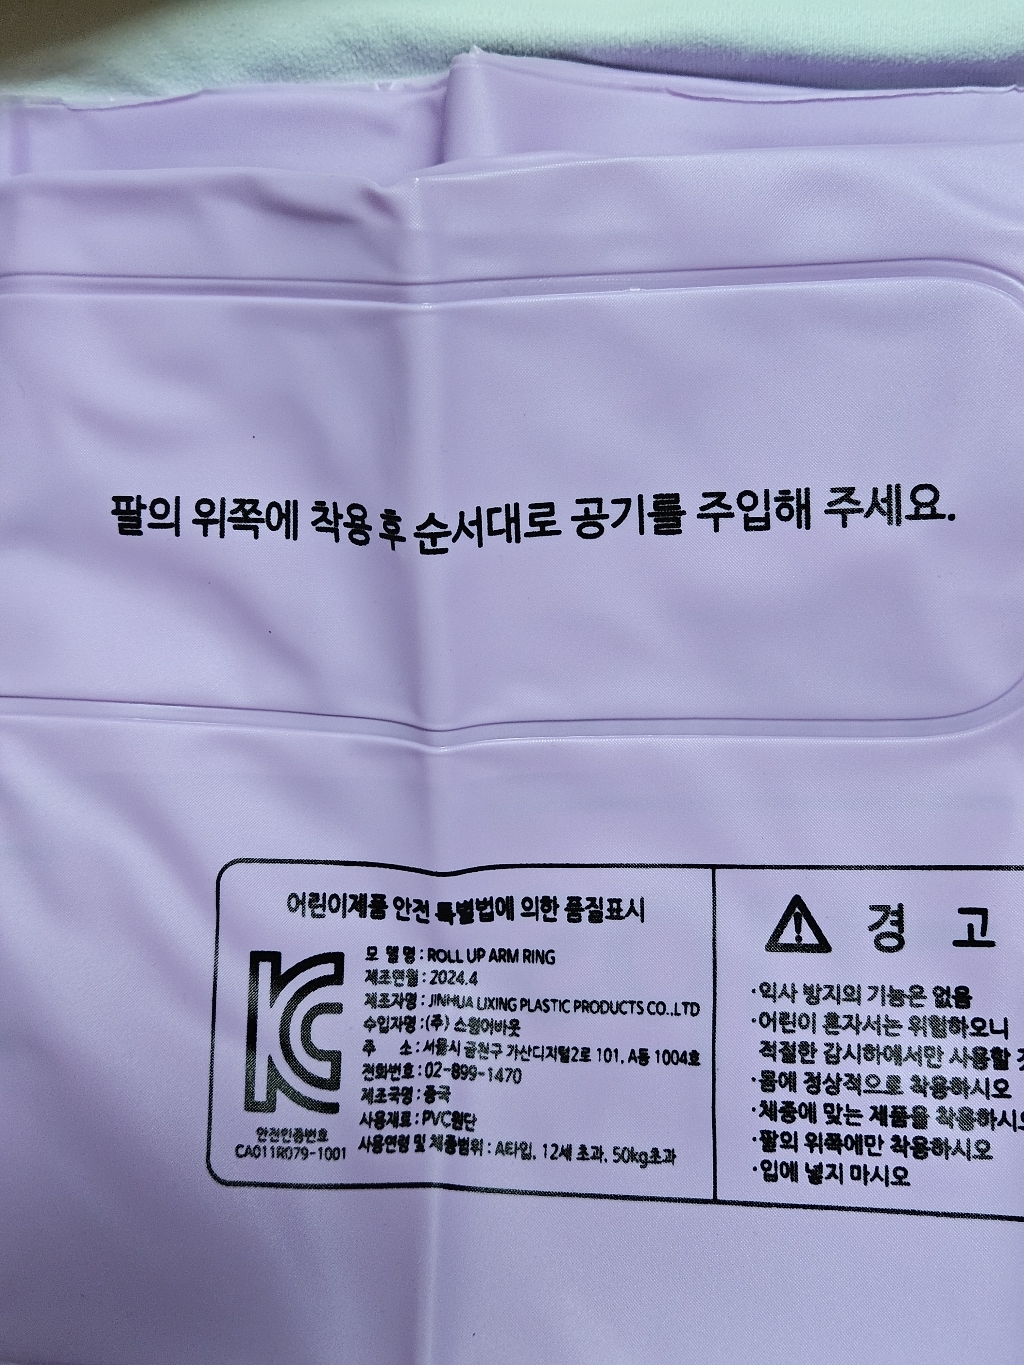 팔의 위쪽에 착용 후 순서대로 공기를 주입해 주세요.
어린이제품 안전 특별법에 의한 품질표시
KC
안전인증번호
CA011R079-1001
모 델 명 : ROLL UP ARM RING
제조연월 : 2024.4
제조자명 : JINHUA LIXING PLASTIC PRODUCTS CO.,LTD
수입자명 : (주) 스윔어바웃
주 소 : 서울시 금천구 가산디지털2로 101, A동 1004호
전화번호 : 02-899-1470
제조국명 : 중국
사용재료 : PVC원단
사용연령 및 체중범위 : A타입, 12세 초과, 50kg초과
경 고
·익사 방지의 기능은 없음
·어린이 혼자서는 위험하오니
적절한 감시하에서만 사용할
·몸에 정상적으로 착용하시오
·체중에 맞는 제품을 착용하시오
·팔의 위쪽에만 착용하시오
·입에 넣지 마시오